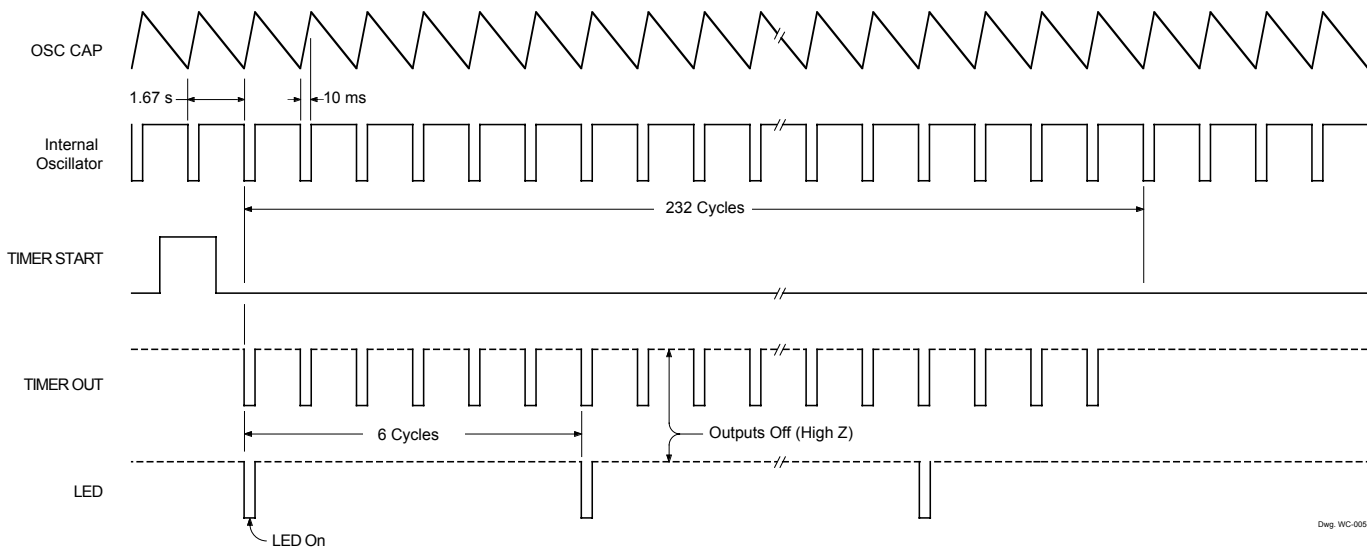 OSC CAP
1.67 s
10 ms
Internal
Oscillator
232 Cycles
TIMER START
TIMER OUT
6 Cycles
Outputs Off (High Z)
LED
LED On
Dwg. WC-005